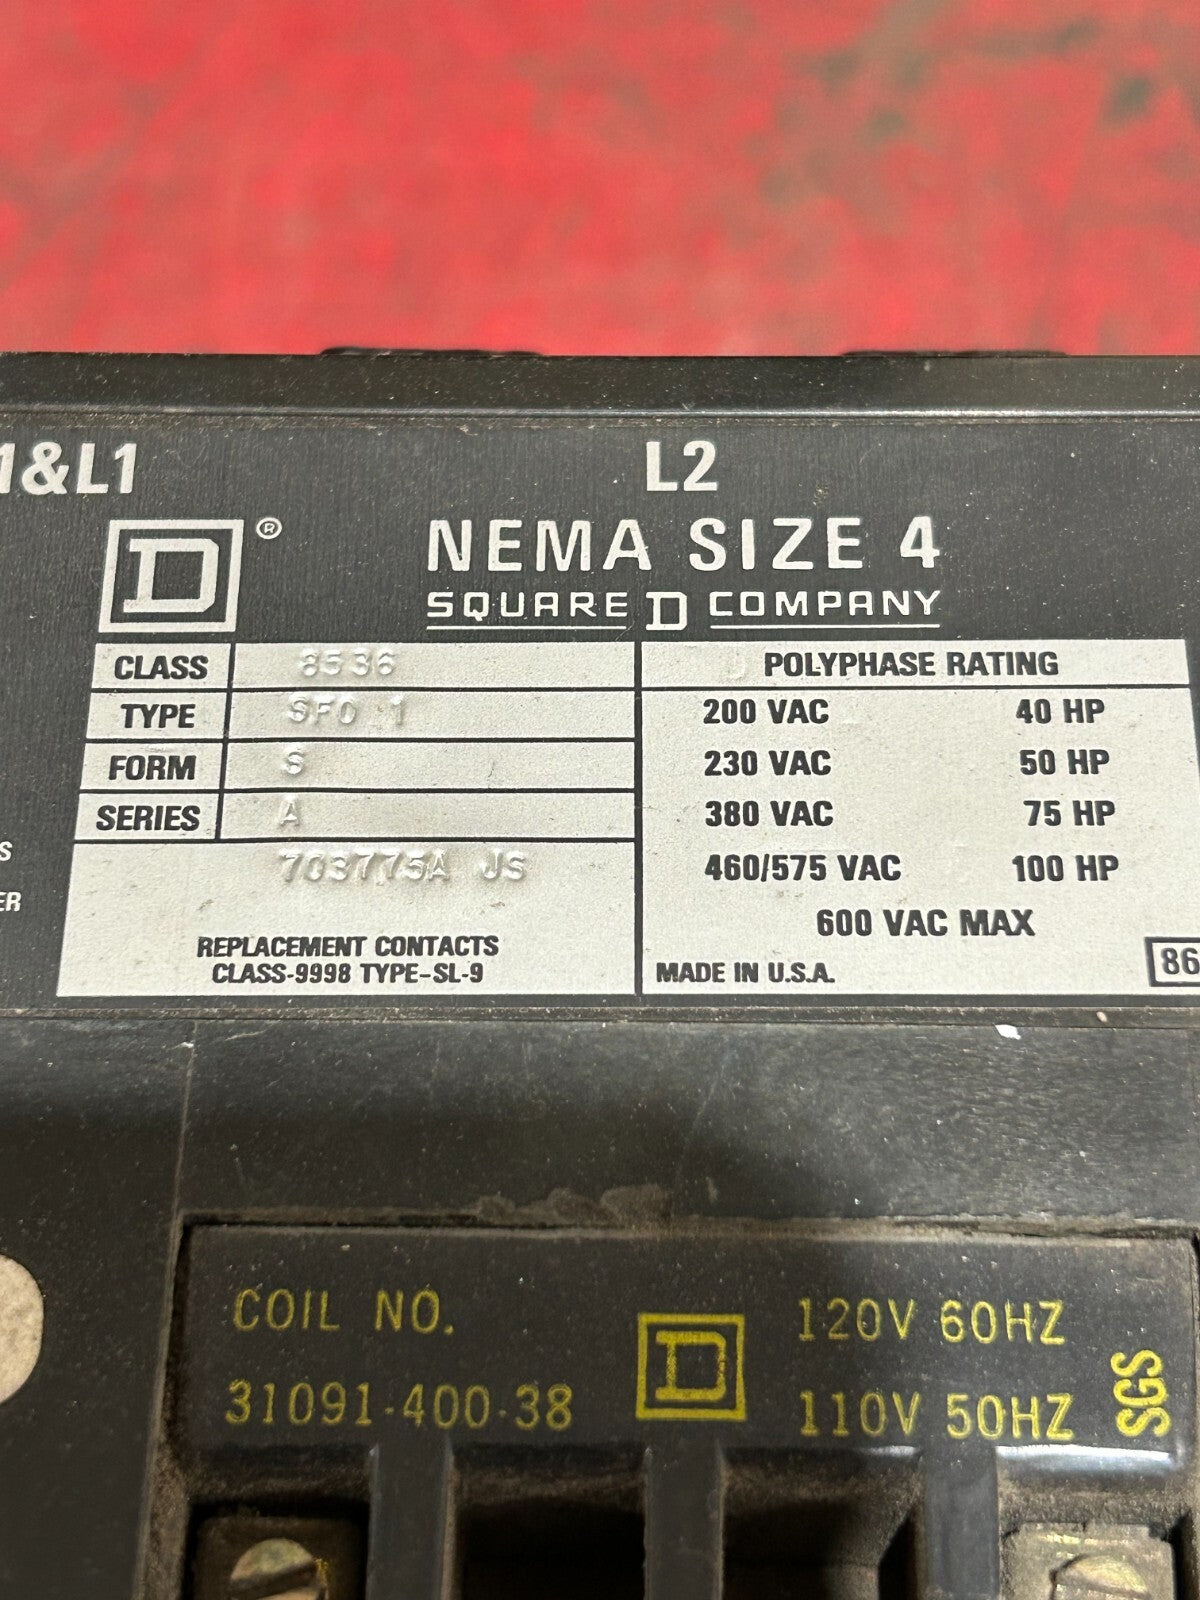 1&L1
L2
®
NEMA SIZE 4
SQUARE D COMPANY
D
CLASS 8536
TYPE SFO 1
FORM S
SERIES A
703775A JS
REPLACEMENT CONTACTS
CLASS-9998 TYPE-SL-9
POLYPHASE RATING
200 VAC 40 HP
230 VAC 50 HP
380 VAC 75 HP
460/575 VAC 100 HP
600 VAC MAX
MADE IN U.S.A.
86
S
ER
COIL NO.
31091-400-38
D
120V 60HZ
110V 50HZ
SGS